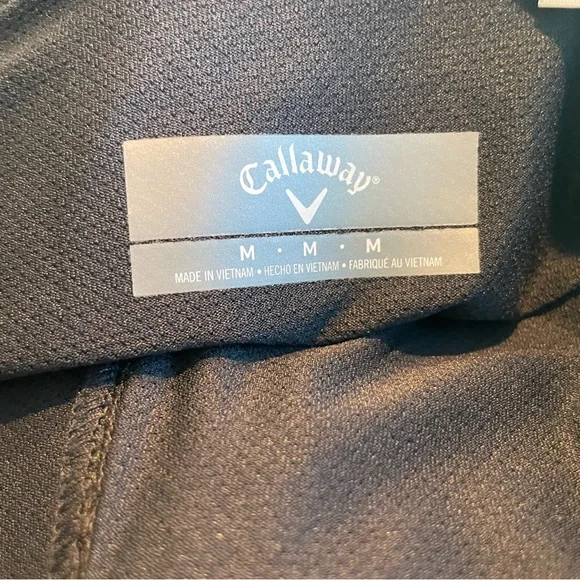 Callaway®
M • M • M
MADE IN VIETNAM • HECHO EN VIETNAM • FABRIQUÉ AU VIETNAM